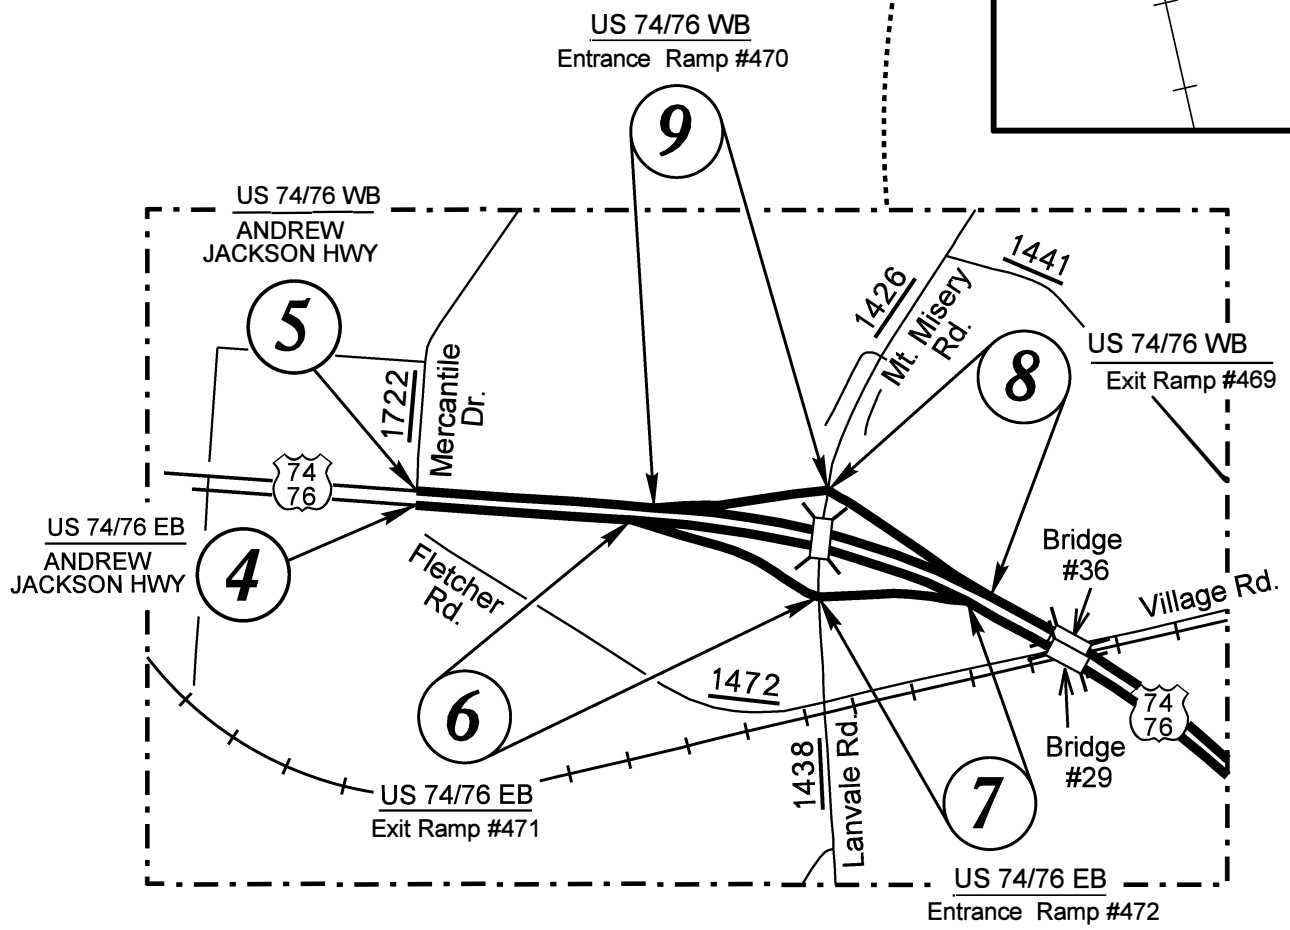 US 74/76 WB
Entrance Ramp #470
9
US 74/76 WB
ANDREW
JACKSON HWY
5
1722
Mercantile
Dr.
1426
Mt. Misery
Rd.
1441
8
US 74/76 WB
Exit Ramp #469
74
76
US 74/76 EB
ANDREW
JACKSON HWY
4
Fletcher
Rd.
Bridge
#36
Village Rd.
6
1472
74
76
Bridge
#29
1438
Lanvale Rd.
7
US 74/76 EB
Exit Ramp #471
US 74/76 EB
Entrance Ramp #472